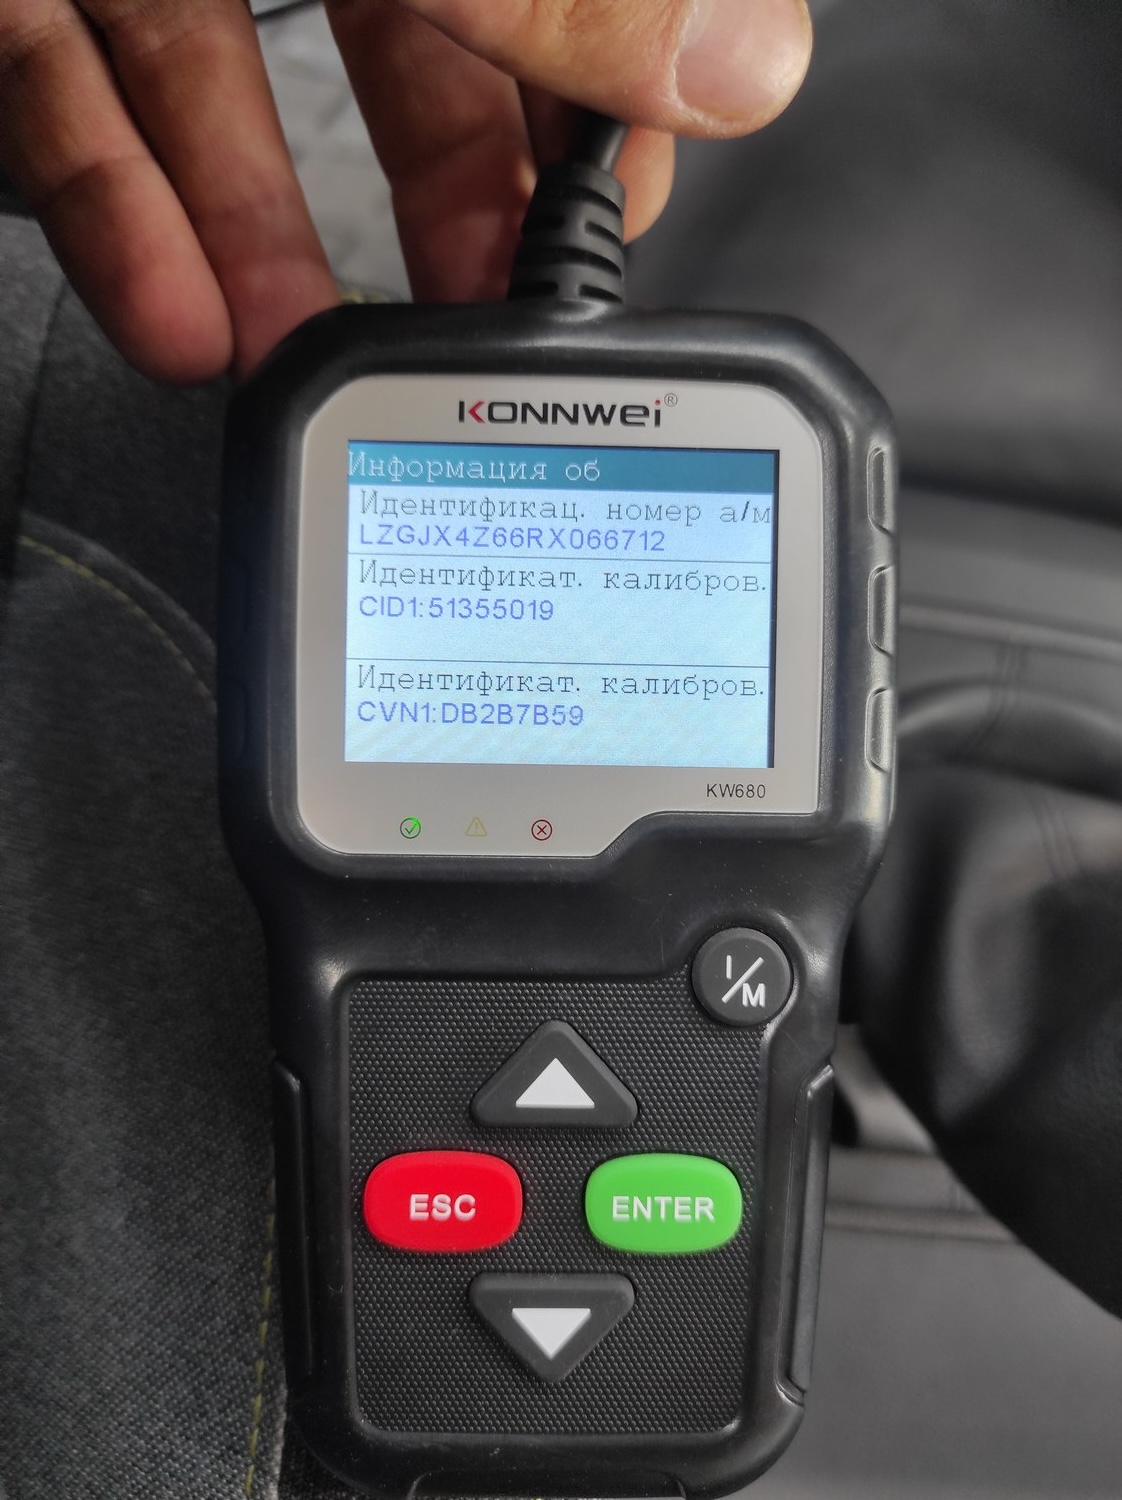 KONNWEI®
Информация об
Идентификац. номер а/м
LZGJX4Z66RX066712
Идентификат. калибров.
CID1:51355019
Идентификат. калибров.
CVN1:DB2B7B59
KW680
I/M
ESC
ENTER